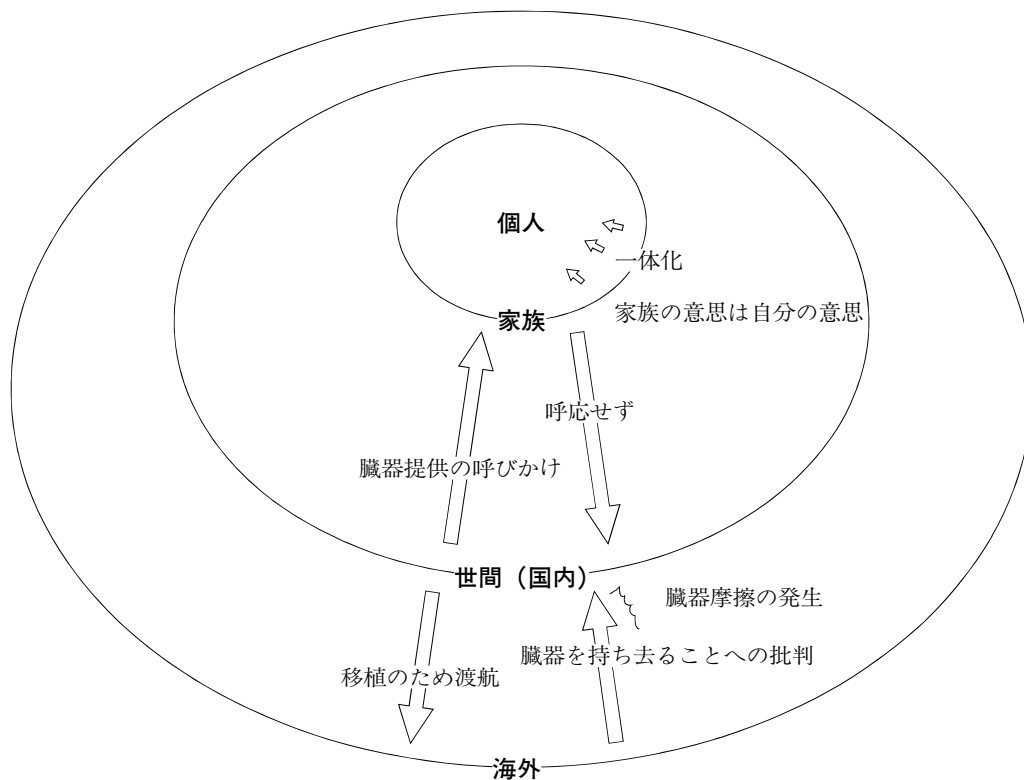 個人
一体化
家族の意思は自分の意思
家族
呼応せず
臓器提供の呼びかけ
世間（国内）
臓器摩擦の発生
臓器を持ち去ることへの批判
移植のため渡航
海外